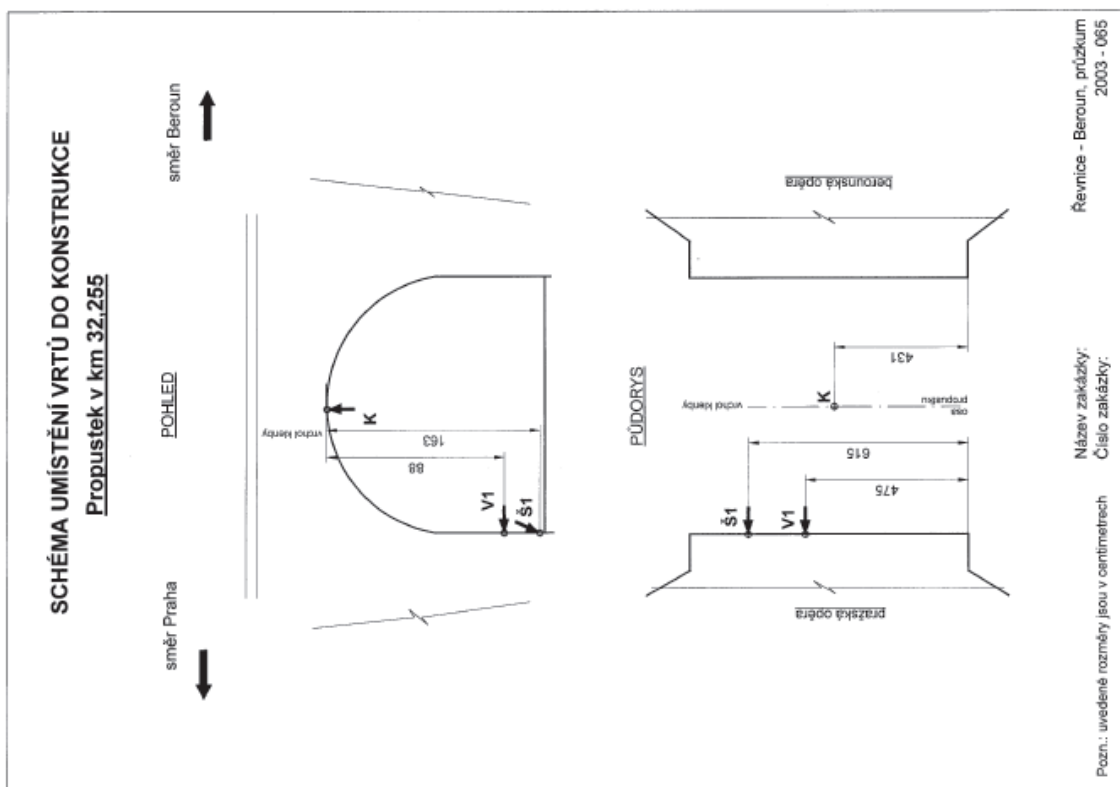 SCHÉMA UMÍSTĚNÍ VRTŮ DO KONSTRUKCE
Propustek v km 32,255
směr Praha
směr Beroun
POHLED
vrchol klenby
K
163
88
V1
Š1
PŮDORYS
berounská opěra
vrchol klenby
K
osa
propustku
431
615
475
Š1
V1
pražská opěra
Pozn.: uvedené rozměry jsou v centimetrech
Název zakázky:
Řevnice - Beroun, průzkum
Číslo zakázky:
2003 - 065